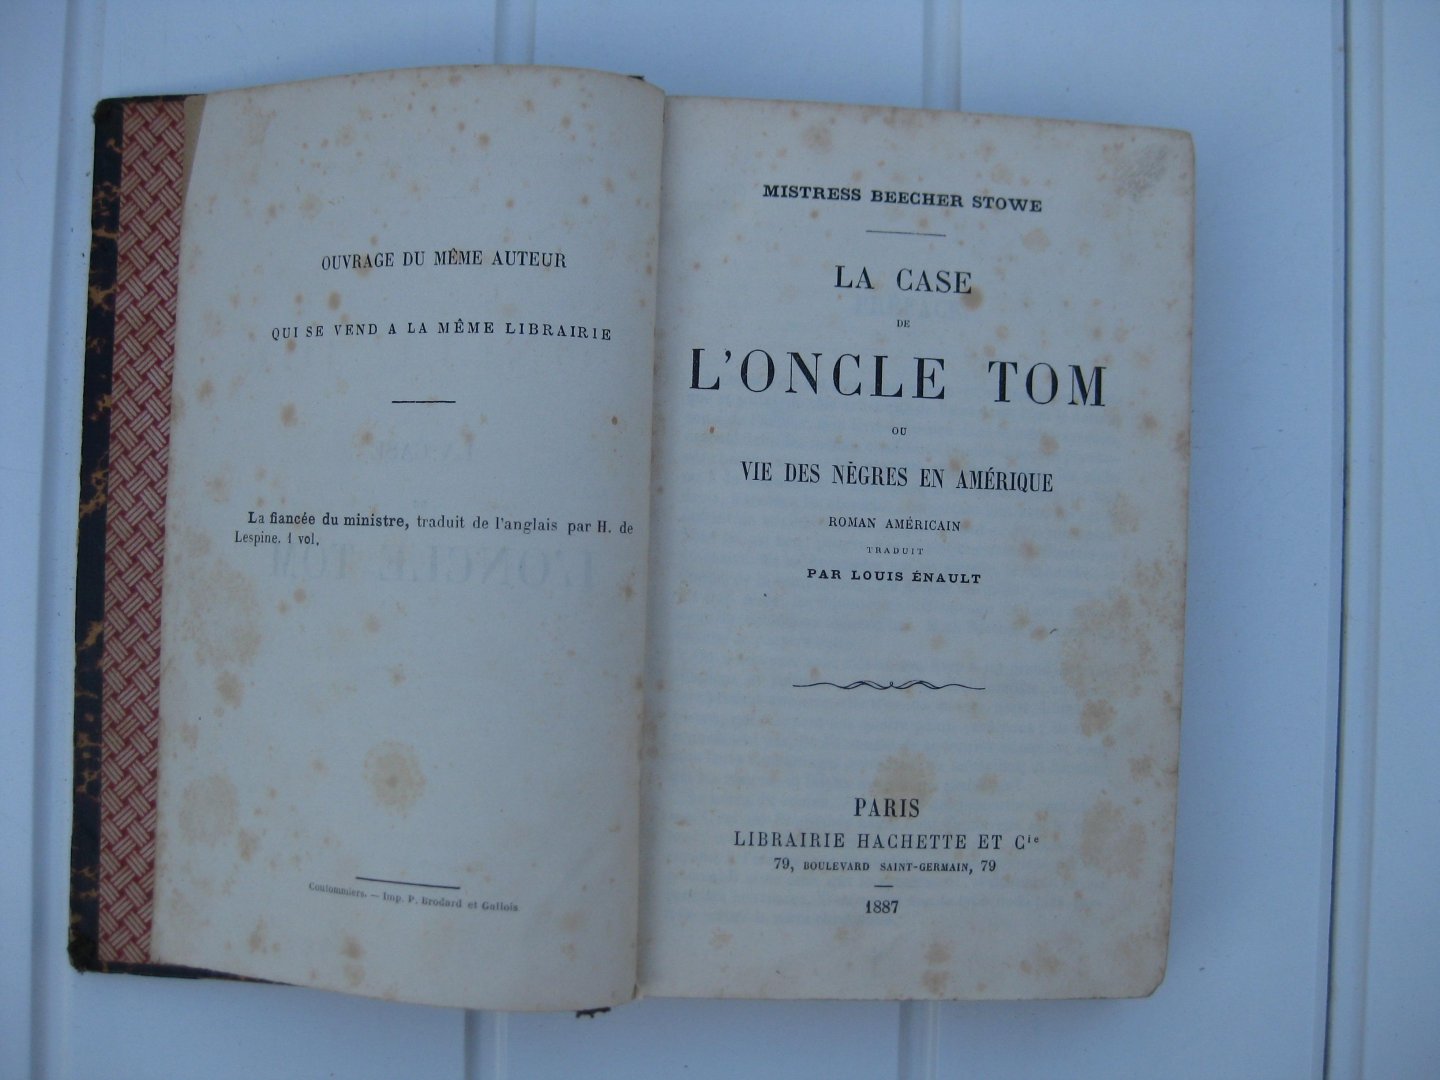 OUVRAGE DU MÊME AUTEUR
QUI SE VEND A LA MÊME LIBRAIRIE
La fiancée du ministre, traduit de l'anglais par H. de
Lespine. 1 vol.
Coulommiers. — Imp. P. Brodard et Gallois
MISTRESS BEECHER STOWE
LA CASE
DE
L'ONCLE TOM
OU
VIE DES NÈGRES EN AMÉRIQUE
ROMAN AMÉRICAIN
TRADUIT
PAR LOUIS ÉNAULT
PARIS
LIBRAIRIE HACHETTE ET Cie
79, BOULEVARD SAINT-GERMAIN, 79
1887